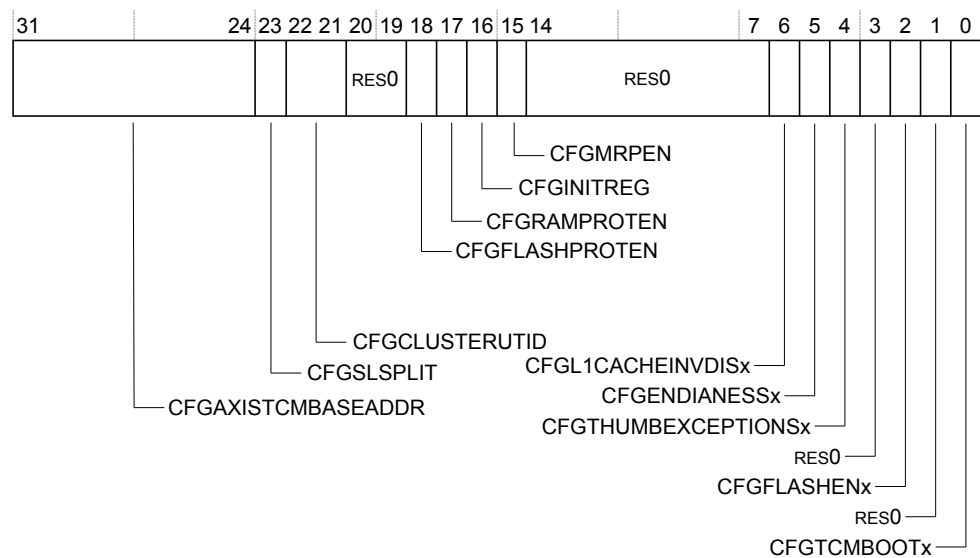 31 24 23 22 21 20 19 18 17 16 15 14 7 6 5 4 3 2 1 0
RES0 RES0
CFGMRPEN
CFGINITREG
CFGRAMPROTEN
CFGFLASHPROTEN
CFGCLUSTERUTID
CFGL1CACHEINVDISx
CFGSLSPLIT
CFGENDIANESSx
CFGAXISTCMBASEADDR
CFGTHUMBEXCEPTIONSx
RES0
CFGFLASHENx
RES0
CFGTCMBOOTx